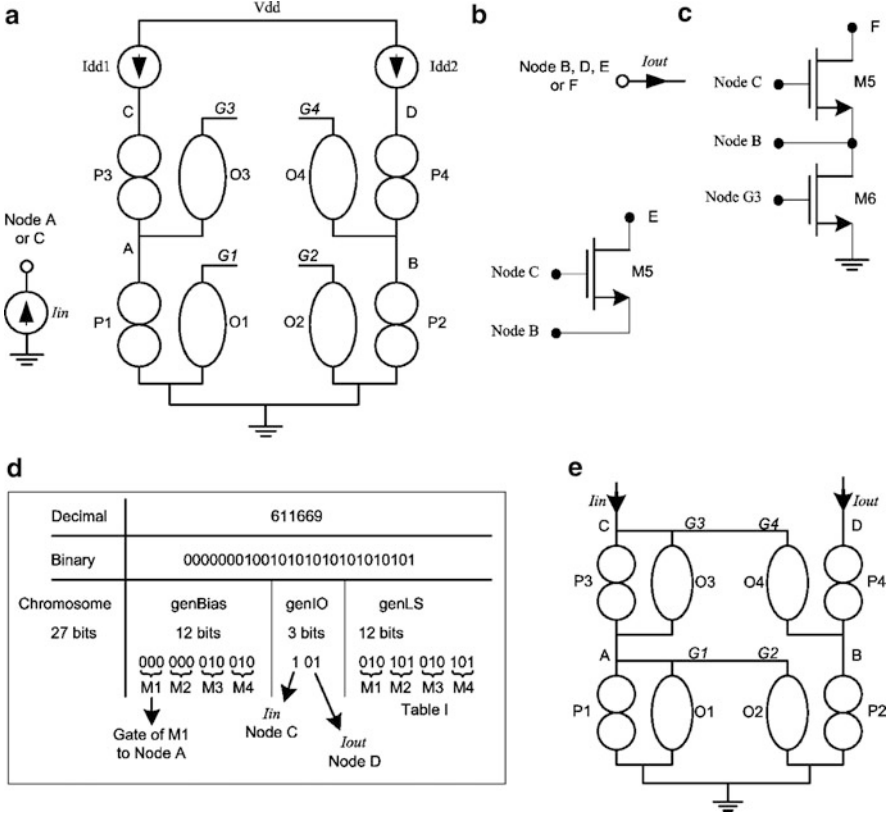 a
Vdd
Idd1
Idd2
C
G3
G4
D
P3
O3
O4
P4
Node A
or C
A
G1
G2
B
Iin
P1
O1
O2
P2
b
Node B, D, E
or F
Iout
E
Node C
M5
Node B
c
F
Node C
M5
Node B
Node G3
M6
d
Decimal 611669
Binary 000000010010101010101010101
Chromosome genBias genIO genLS
27 bits 12 bits 3 bits 12 bits
000 000 010 010 1 01 010 101 010 101
M1 M2 M3 M4 M1 M2 M3 M4
Table I
Gate of M1
to Node A
Iin
Node C
Iout
Node D
e
Iin
Iout
C
G3
G4
D
P3
O3
O4
P4
A
G1
G2
B
P1
O1
O2
P2